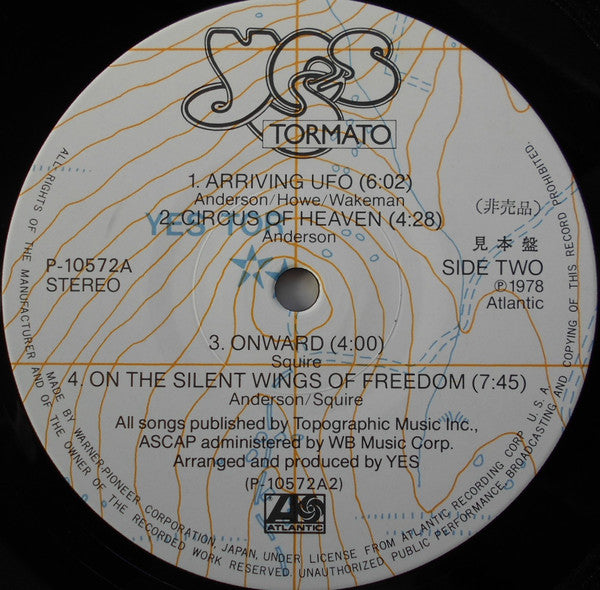 YES
TORMATO
1. ARRIVING UFO (6:02)
Anderson/Howe/Wakeman
YES TOR
2. CIRCUS OF HEAVEN (4:28)
Anderson
(非売品)
見本盤
P-10572A
STEREO
SIDE TWO
Ⓟ1978
Atlantic
3. ONWARD (4:00)
Squire
4. ON THE SILENT WINGS OF FREEDOM (7:45)
Anderson/Squire
All songs published by Topographic Music Inc.,
ASCAP administered by WB Music Corp.
Arranged and produced by YES
(P-10572A2)
ATLANTIC
MADE BY WARNER-PIONEER CORPORATION, JAPAN, UNDER LICENSE FROM ATLANTIC RECORDING CORP. U.S.A.
ALL RIGHTS OF THE MANUFACTURER AND OF THE OWNER OF THE RECORDED WORK RESERVED. UNAUTHORIZED PUBLIC PERFORMANCE, BROADCASTING AND COPYING OF THIS RECORD PROHIBITED.